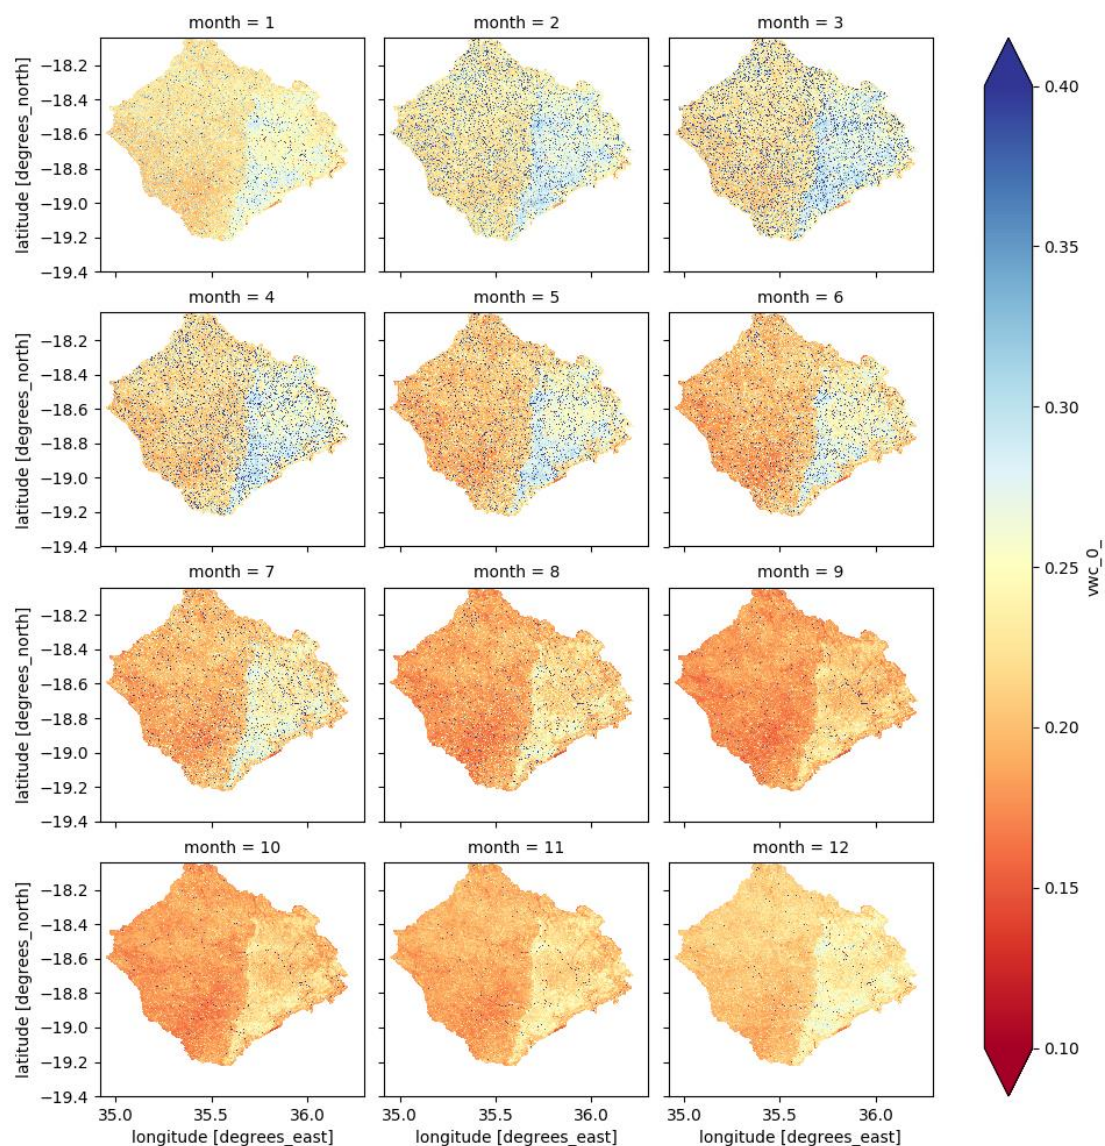 month = 1
month = 2
month = 3
latitude [degrees_north]
−18.2
−18.4
−18.6
−18.8
−19.0
−19.2
−19.4
month = 4
month = 5
month = 6
latitude [degrees_north]
−18.2
−18.4
−18.6
−18.8
−19.0
−19.2
−19.4
month = 7
month = 8
month = 9
latitude [degrees_north]
−18.2
−18.4
−18.6
−18.8
−19.0
−19.2
−19.4
month = 10
month = 11
month = 12
latitude [degrees_north]
−18.2
−18.4
−18.6
−18.8
−19.0
−19.2
−19.4
35.0 35.5 36.0
longitude [degrees_east]
35.0 35.5 36.0
longitude [degrees_east]
35.0 35.5 36.0
longitude [degrees_east]
0.40
0.35
0.30
0.25
0.20
0.15
0.10
vwc_0_